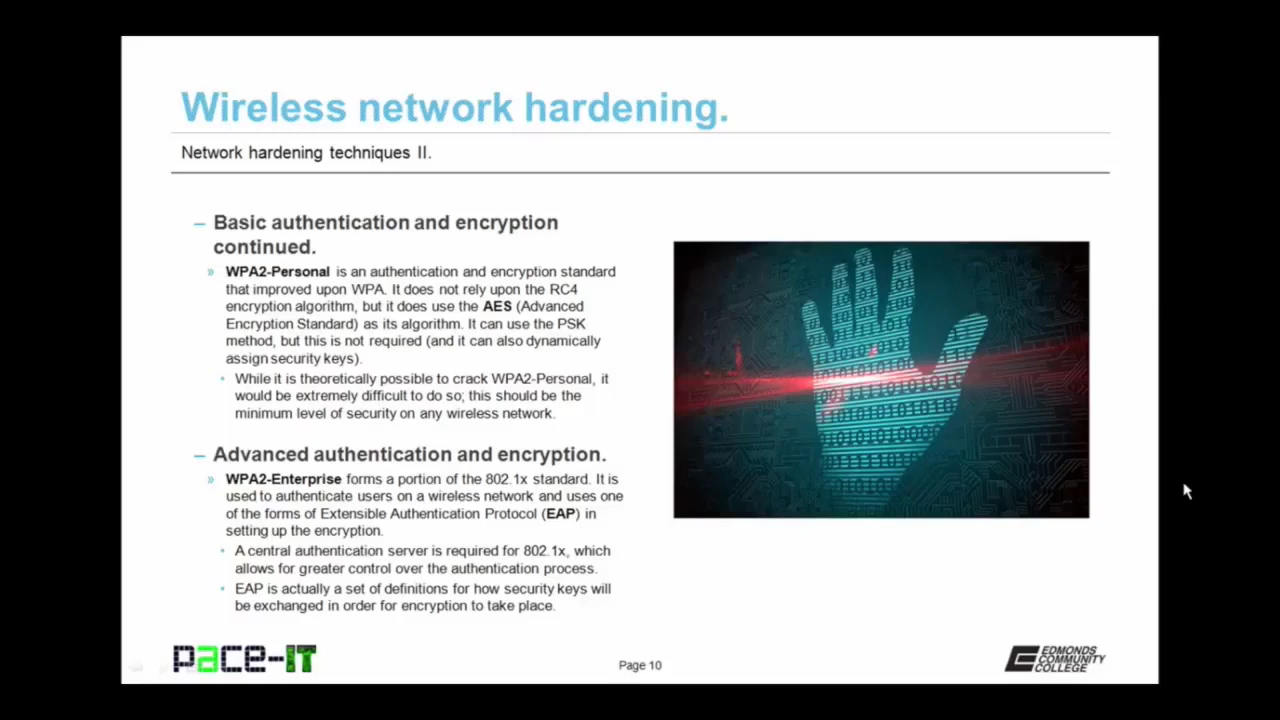 Wireless network hardening.
Network hardening techniques II.
– Basic authentication and encryption
continued.
» WPA2-Personal is an authentication and encryption standard
that improved upon WPA. It does not rely upon the RC4
encryption algorithm, but it does use the AES (Advanced
Encryption Standard) as its algorithm. It can use the PSK
method, but this is not required (and it can also dynamically
assign security keys).
• While it is theoretically possible to crack WPA2-Personal, it
would be extremely difficult to do so; this should be the
minimum level of security on any wireless network.
– Advanced authentication and encryption.
» WPA2-Enterprise forms a portion of the 802.1x standard. It is
used to authenticate users on a wireless network and uses one
of the forms of Extensible Authentication Protocol (EAP) in
setting up the encryption.
• A central authentication server is required for 802.1x, which
allows for greater control over the authentication process.
• EAP is actually a set of definitions for how security keys will
be exchanged in order for encryption to take place.
pace-IT
Page 10
EDMONDS
COMMUNITY
COLLEGE